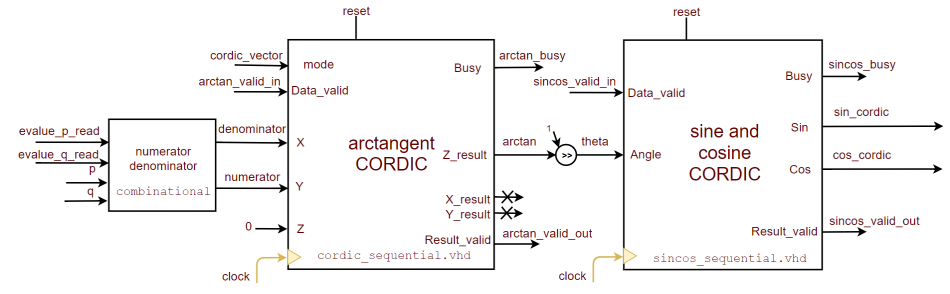 reset
reset
cordic_vector
mode
arctan_busy
sincos_busy
Busy
Busy
arctan_valid_in
Data_valid
sincos_valid_in
Data_valid
sin_cordic
evalue_p_read
denominator
1
sine and
cosine
CORDIC
Sin
evalue_q_read
numerator
denominator
X
arctangent
CORDIC
Z_result
arctan
>>
theta
Angle
cos_cordic
p
numerator
Cos
q
combinational
Y
X_result
Y_result
0
Z
Result_valid
arctan_valid_out
sincos_valid_out
Result_valid
cordic_sequential.vhd
sincos_sequential.vhd
clock
clock